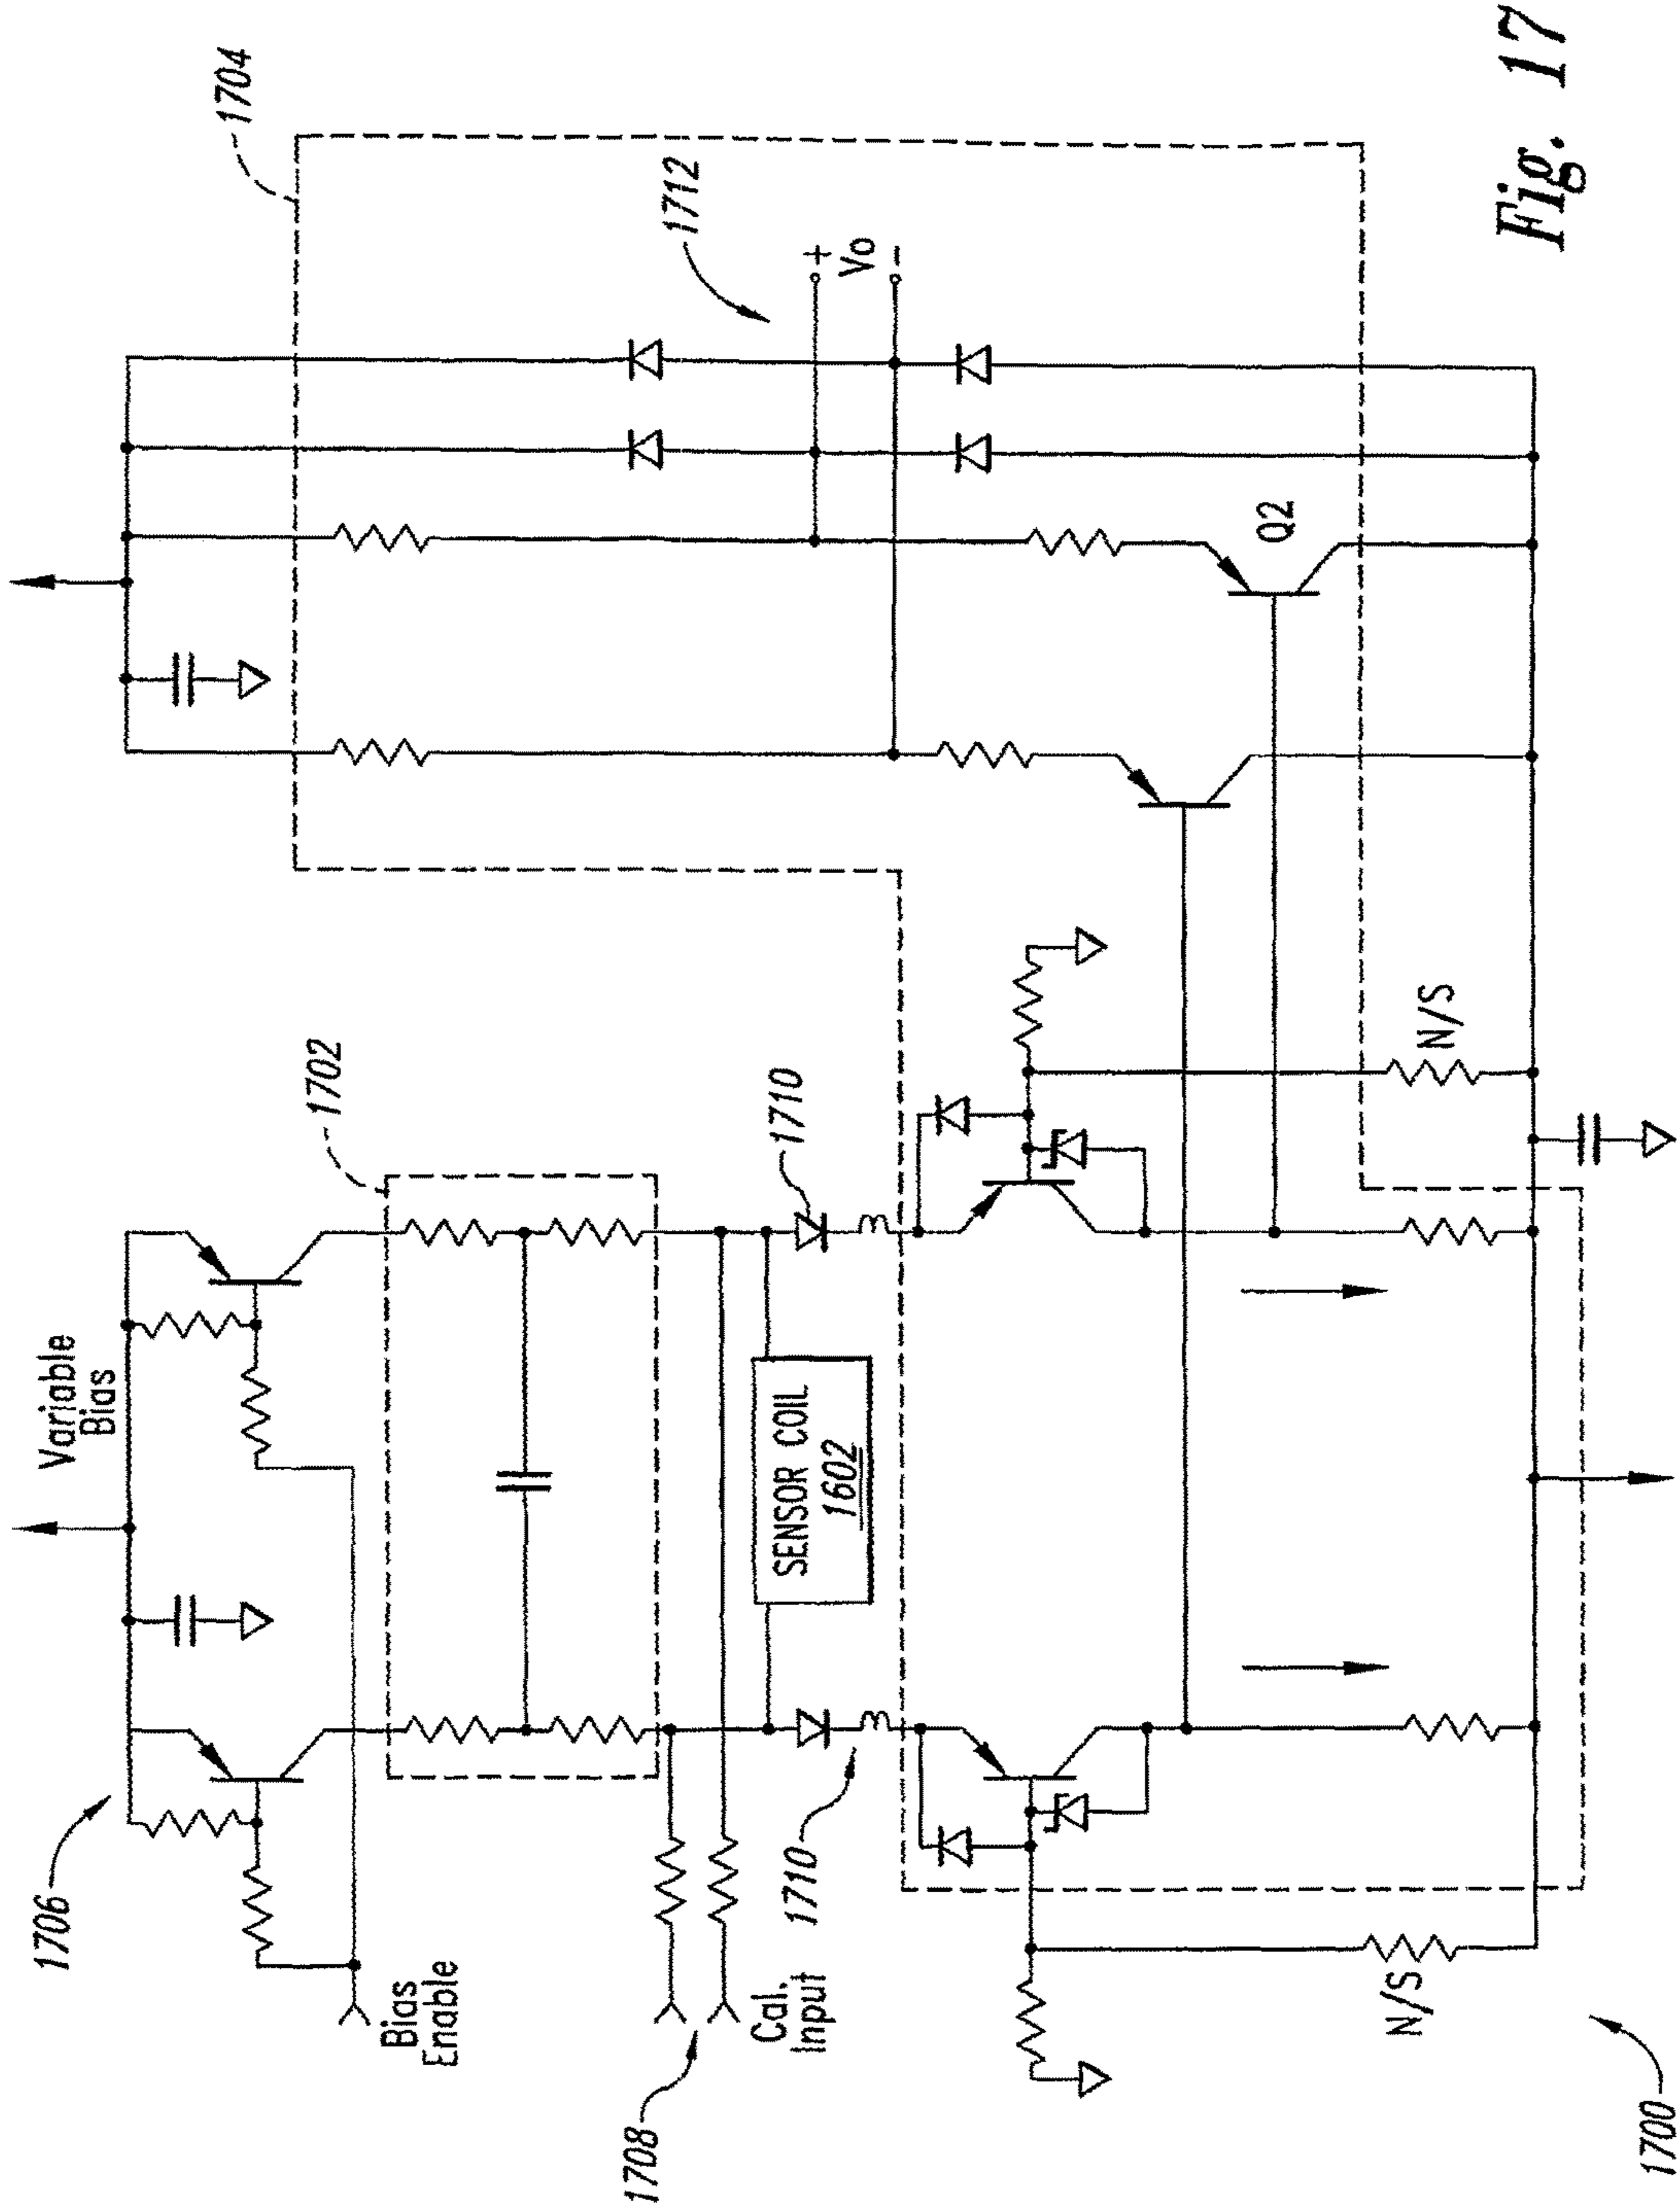 1706
Variable
Bias
1704
1702
Bias
Enable
1708
Cal.
Input
1710
1710
SENSOR COIL
1602
1712
+
Vo
-
Q2
N/S
N/S
1700
Fig. 17